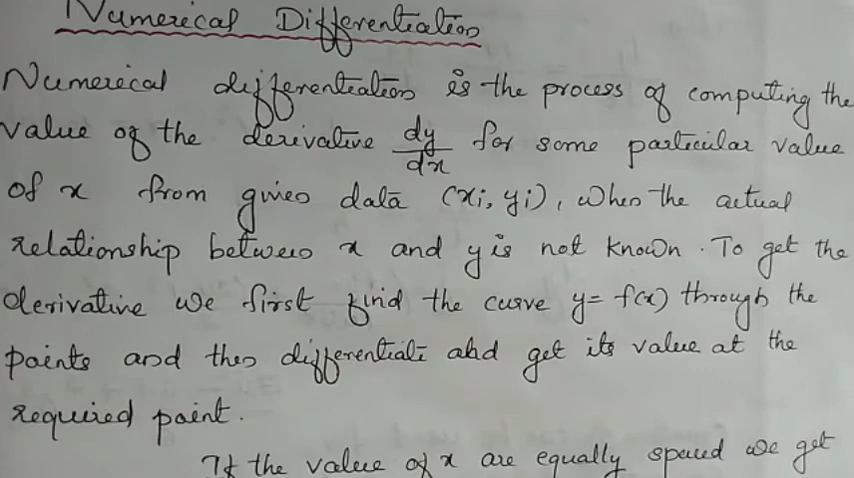 Numerical Differentiation
Numerical differentiation is the process of computing the
value of the derivative dy/dx for some particular value
of x from given data (xi, yi), when the actual
relationship between x and y is not known. To get the
derivative we first find the curve y = f(x) through the
points and then differentiate and get its value at the
required point.
If the value of x are equally spaced we get